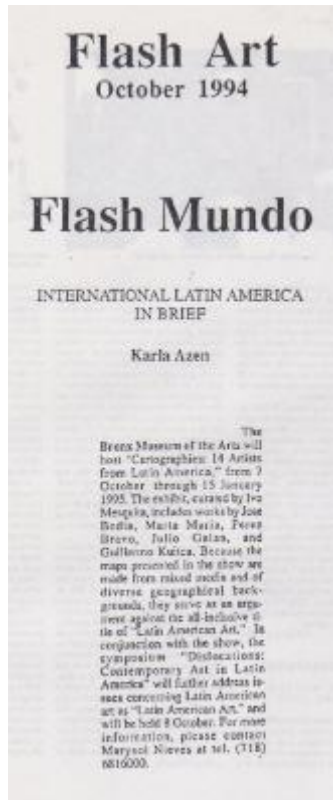 Flash Art
October 1994
Flash Mundo
INTERNATIONAL LATIN AMERICA
IN BRIEF
Karla Azen
The
Bronx Museum of the Arts will
host "Cartographies: 14 Artists
from Latin America," from 7
October through 15 January
1995. The exhibit, curated by Ivo
Mesquita, includes works by Jose
Bedia, Marta Maria, Perez
Bravo, Julio Galan, and
Guillermo Kuitca. Because the
maps presented in the show are
made from mixed media and of
diverse geographical back-
grounds, they serve as an argu-
ment against the all-inclusive ti-
tle of "Latin American Art." In
conjunction with the show, the
symposium "Dislocations:
Contemporary Art in Latin
America" will further address is-
sues concerning Latin American
art as "Latin American Art," and
will be held 8 October. For more
information, please contact
Marysol Nieves at tel. (718)
6816000.